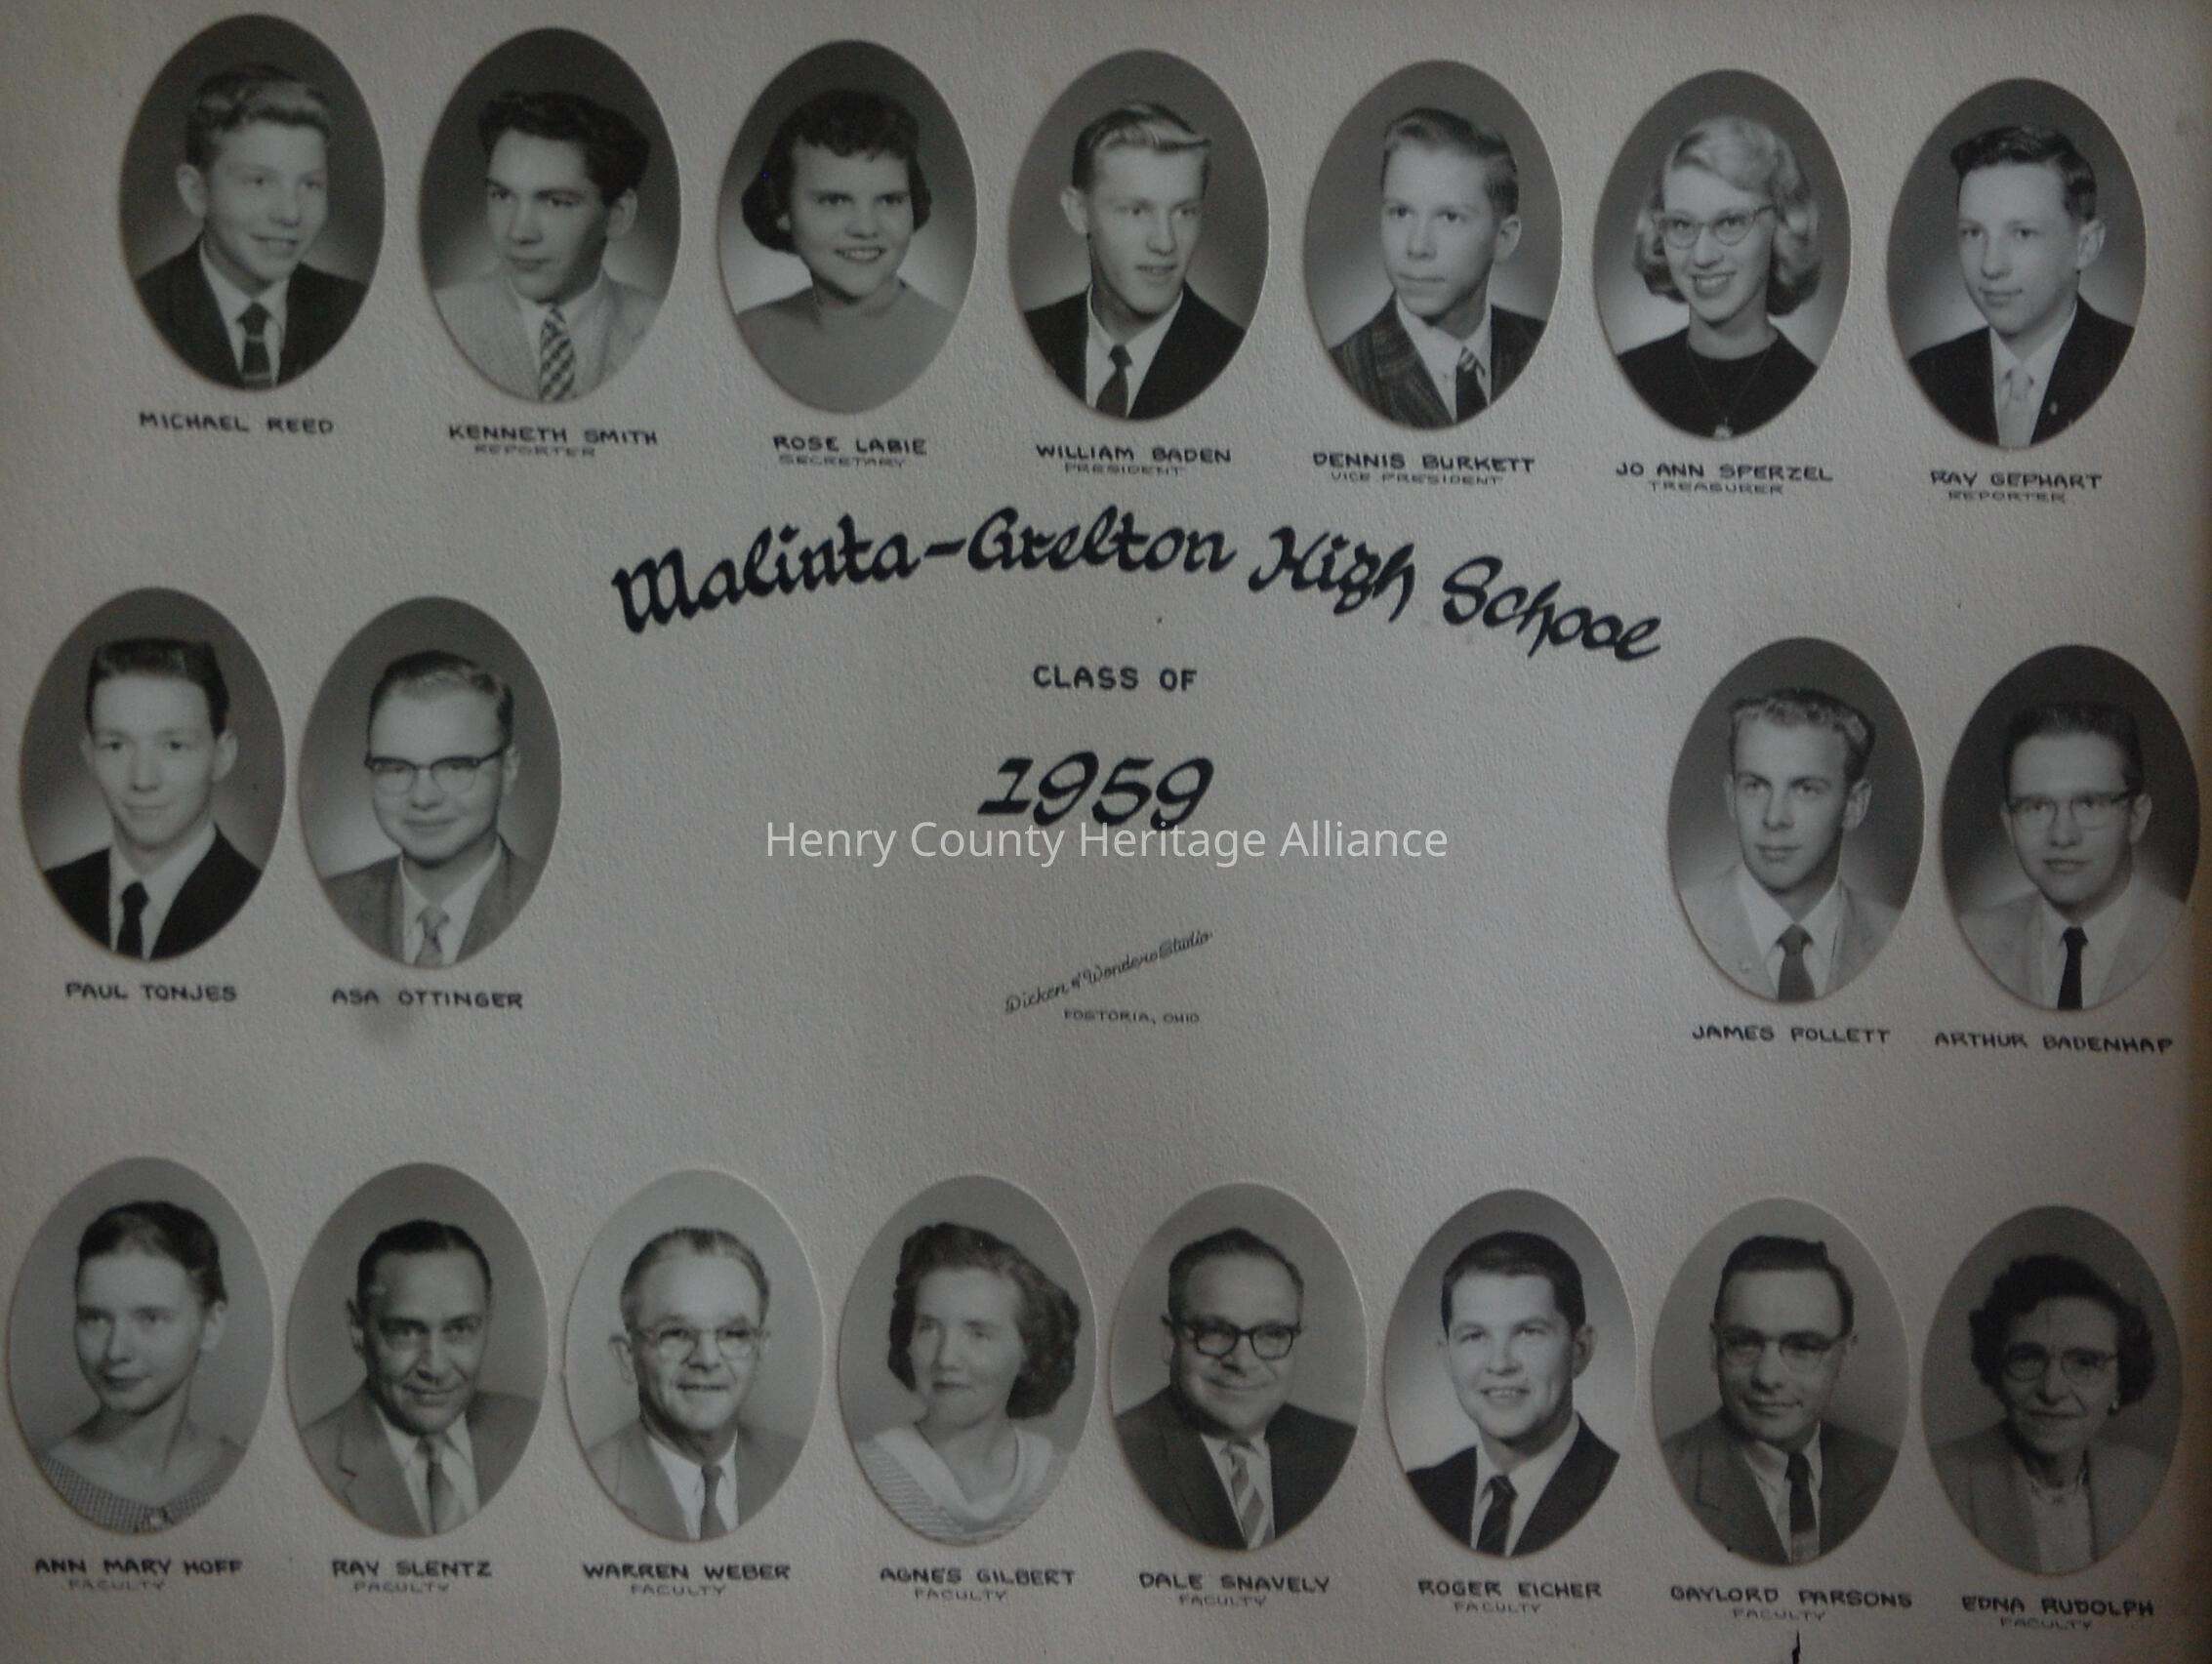 MICHAEL REED
KENNETH SMITH
REPORTER
ROSE LABIE
SECRETARY
WILLIAM BADEN
PRESIDENT
DENNIS BURKETT
VICE PRESIDENT
JO ANN SPERZEL
TREASURER
RAY GEPHART
REPORTER
Malinta-Grelton High School
CLASS OF
1959
Henry County Heritage Alliance
PAUL TONJES
ASA OTTINGER
JAMES POLLETT
ARTHUR BADENHAP
Studio
FOSTORIA, OHIO
ANN MARY HOFF
FACULTY
RAY SLENTZ
FACULTY
WARREN WEBER
FACULTY
AGNES GILBERT
FACULTY
DALE SNAVELY
FACULTY
ROGER EICHER
FACULTY
GAYLORD PARSONS
FACULTY
EDNA RUDOLPH
FACULTY